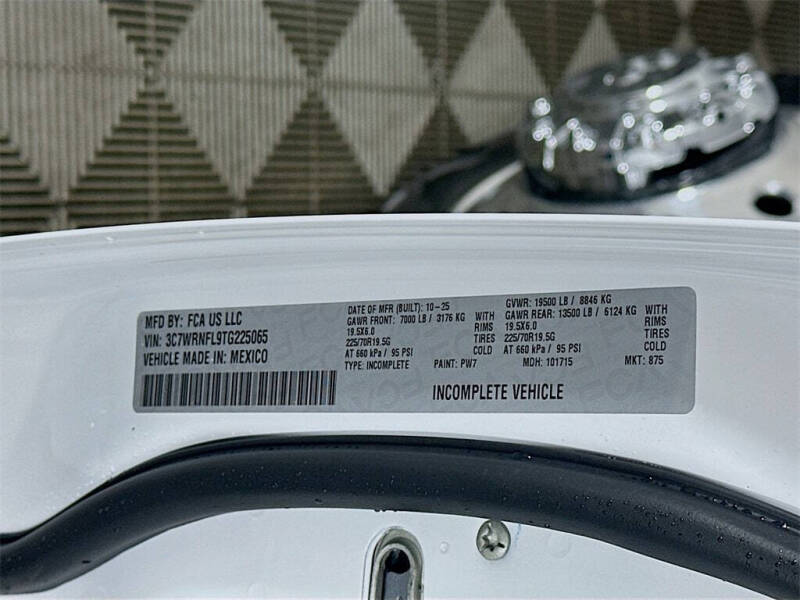 MFD BY: FCA US LLC
VIN: 3C7WRNFL9TG225065
VEHICLE MADE IN: MEXICO
DATE OF MFR (BUILT): 10-25
GAWR FRONT: 7000 LB / 3176 KG WITH
19.5X6.0 RIMS
225/70R19.5G TIRES
AT 660 kPa / 95 PSI COLD
TYPE: INCOMPLETE PAINT: PW7
GVWR: 19500 LB / 8846 KG
GAWR REAR: 13500 LB / 6124 KG WITH
19.5X6.0 RIMS
225/70R19.5G TIRES
AT 660 kPa / 95 PSI COLD
MDH: 101715 MKT: 875
INCOMPLETE VEHICLE